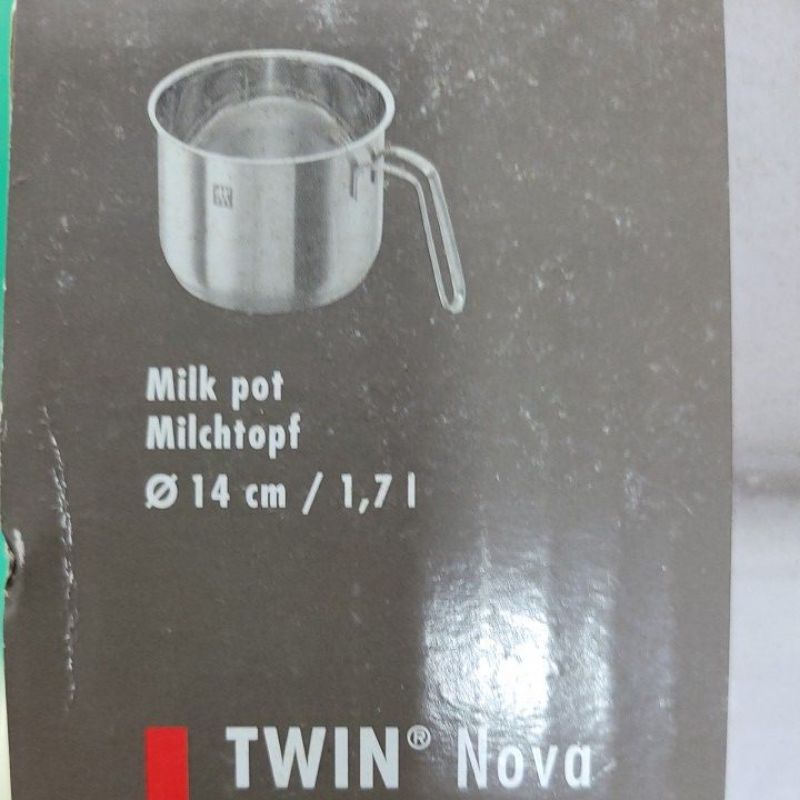 Milk pot
Milchtopf
Ø 14 cm / 1,7 l
TWIN® Nova